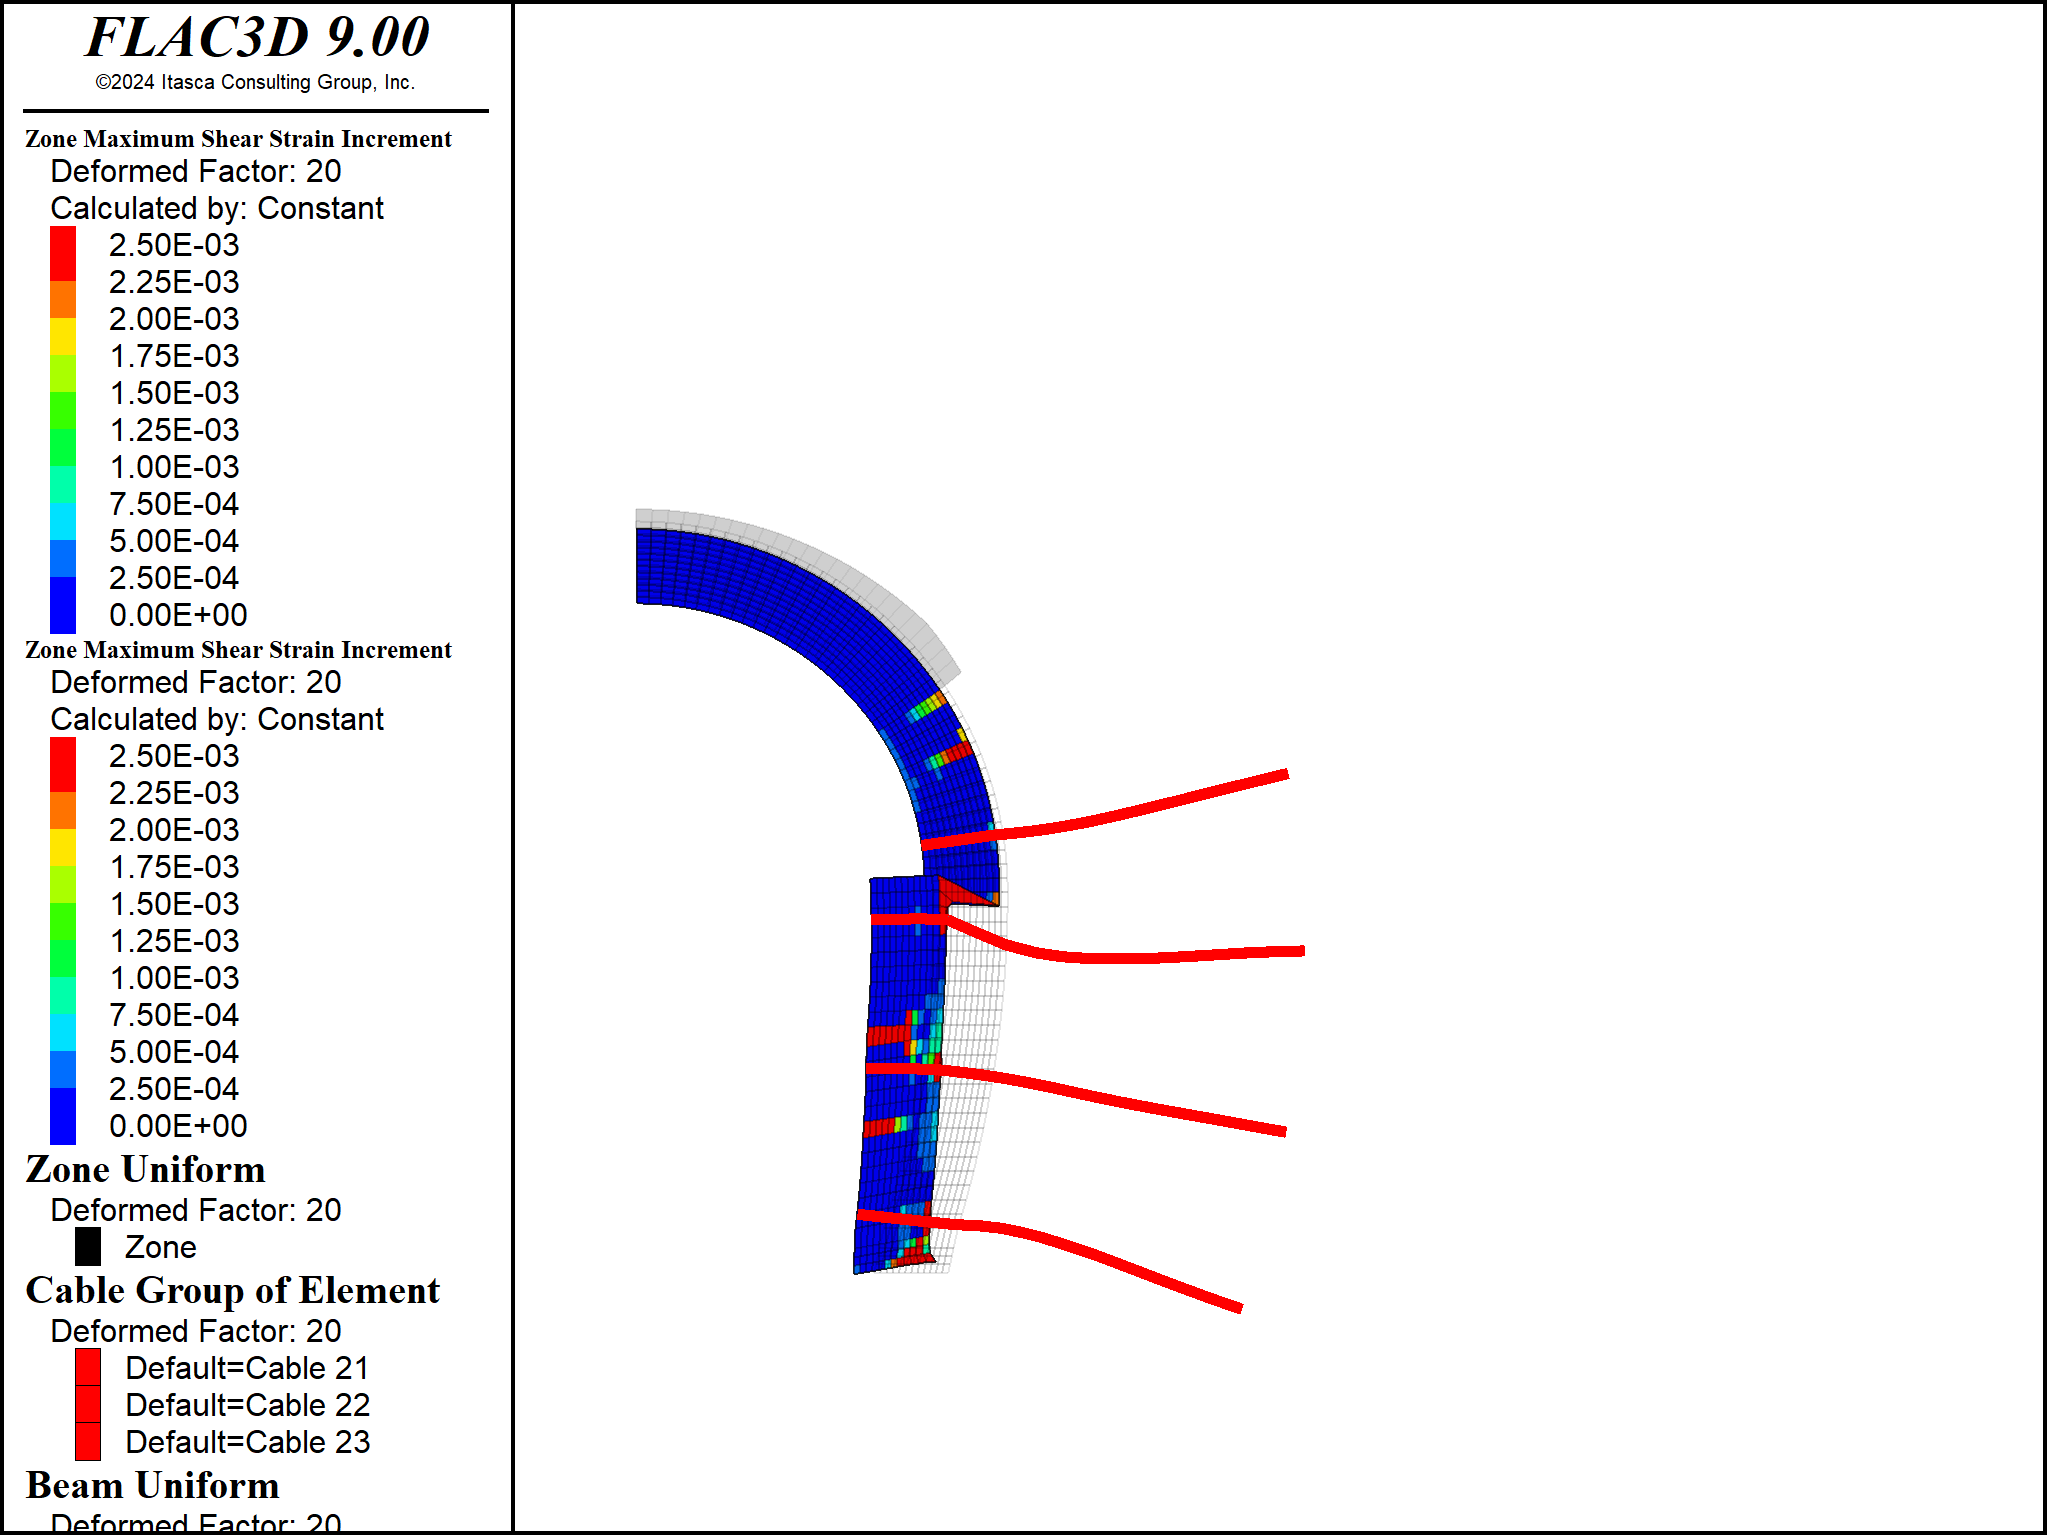 FLAC3D 9.00
©2024 Itasca Consulting Group, Inc.
Zone Maximum Shear Strain Increment
Deformed Factor: 20
Calculated by: Constant
2.50E-03
2.25E-03
2.00E-03
1.75E-03
1.50E-03
1.25E-03
1.00E-03
7.50E-04
5.00E-04
2.50E-04
0.00E+00
Zone Maximum Shear Strain Increment
Deformed Factor: 20
Calculated by: Constant
2.50E-03
2.25E-03
2.00E-03
1.75E-03
1.50E-03
1.25E-03
1.00E-03
7.50E-04
5.00E-04
2.50E-04
0.00E+00
Zone Uniform
Deformed Factor: 20
Zone
Cable Group of Element
Deformed Factor: 20
Default=Cable 21
Default=Cable 22
Default=Cable 23
Beam Uniform
Deformed Factor: 20